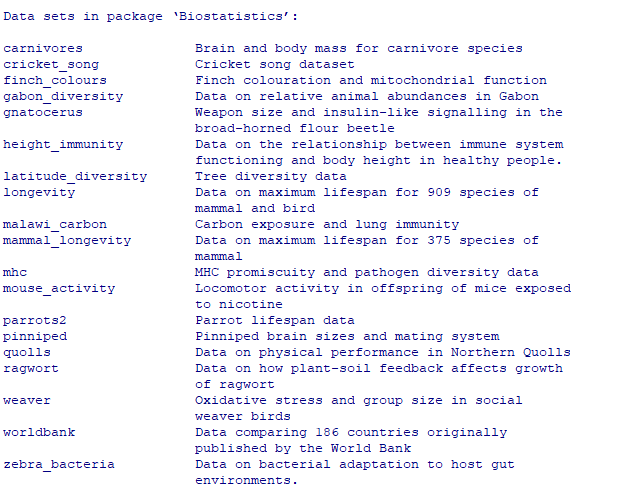 Data sets in package ‘Biostatistics’:
carnivores Brain and body mass for carnivore species
cricket_song Cricket song dataset
finch_colours Finch colouration and mitochondrial function
gabon_diversity Data on relative animal abundances in Gabon
gnatocerus Weapon size and insulin-like signalling in the
broad-horned flour beetle
height_immunity Data on the relationship between immune system
functioning and body height in healthy people.
latitude_diversity Tree diversity data
longevity Data on maximum lifespan for 909 species of
mammal and bird
malawi_carbon Carbon exposure and lung immunity
mammal_longevity Data on maximum lifespan for 375 species of
mammal
mhc MHC promiscuity and pathogen diversity data
mouse_activity Locomotor activity in offspring of mice exposed
to nicotine
parrots2 Parrot lifespan data
pinniped Pinniped brain sizes and mating system
quolls Data on physical performance in Northern Quolls
ragwort Data on how plant-soil feedback affects growth
of ragwort
weaver Oxidative stress and group size in social
weaver birds
worldbank Data comparing 186 countries originally
published by the World Bank
zebra_bacteria Data on bacterial adaptation to host gut
environments.